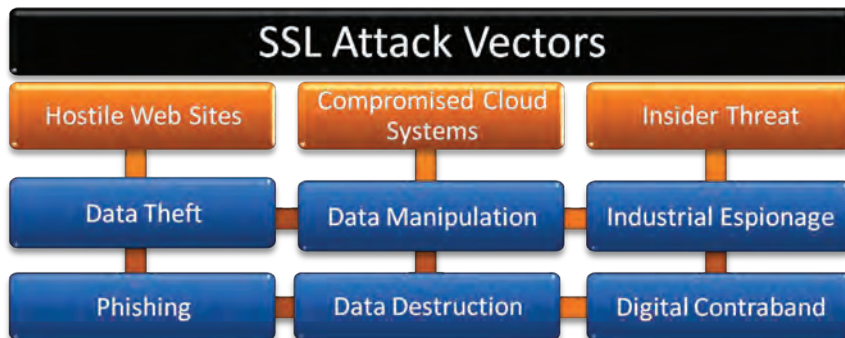 SSL Attack Vectors
Hostile Web Sites
Compromised Cloud
Systems
Insider Threat
Data Theft
Data Manipulation
Industrial Espionage
Phishing
Data Destruction
Digital Contraband